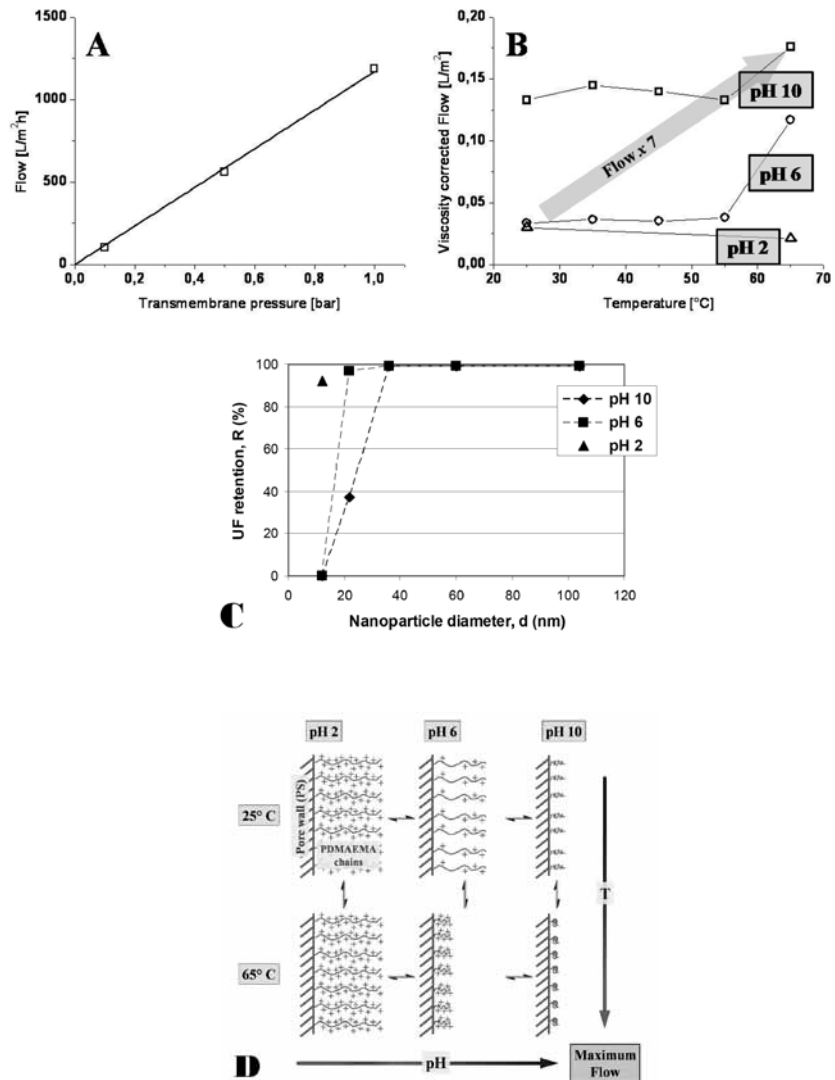 A
Flow [L/m²h]
1500
1000
500
0
0,0 0,2 0,4 0,6 0,8 1,0
Transmembrane pressure [bar]
B
Viscosity corrected Flow [L/m²]
0,20
0,15
0,10
0,05
0,00
20 30 40 50 60 70
Temperature [°C]
Flow x 7
pH 10
pH 6
pH 2
C
UF retention, R (%)
100
80
60
40
20
0
0 20 40 60 80 100 120
Nanoparticle diameter, d (nm)
pH 10
pH 6
pH 2
pH 2 pH 6 pH 10
25° C
Pore wall (PS)
PDMAEMA
chains
T
65° C
D
pH
Maximum
Flow